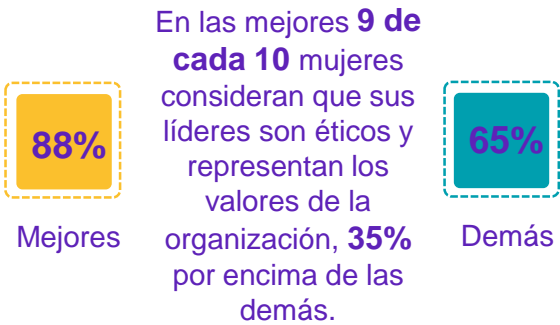 En las mejores 9 de
cada 10 mujeres
consideran que sus
líderes son éticos y
representan los
valores de la
organización, 35%
por encima de las
demás.
88%
Mejores
65%
Demás